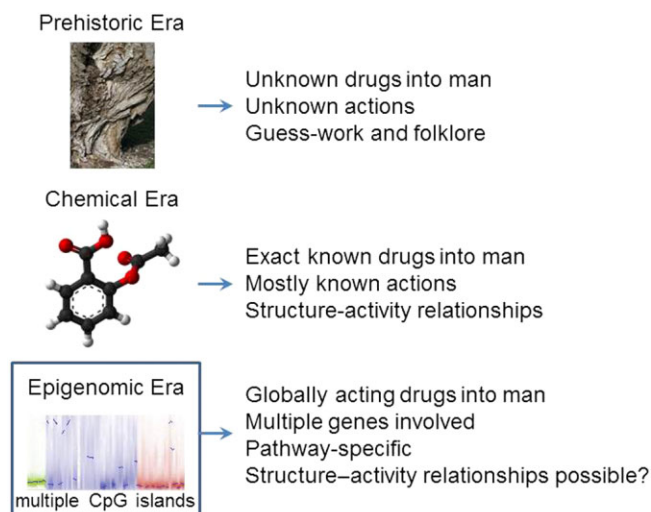 Prehistoric Era
Unknown drugs into man
Unknown actions
Guess-work and folklore
Chemical Era
Exact known drugs into man
Mostly known actions
Structure-activity relationships
Epigenomic Era
multiple CpG islands
Globally acting drugs into man
Multiple genes involved
Pathway-specific
Structure–activity relationships possible?